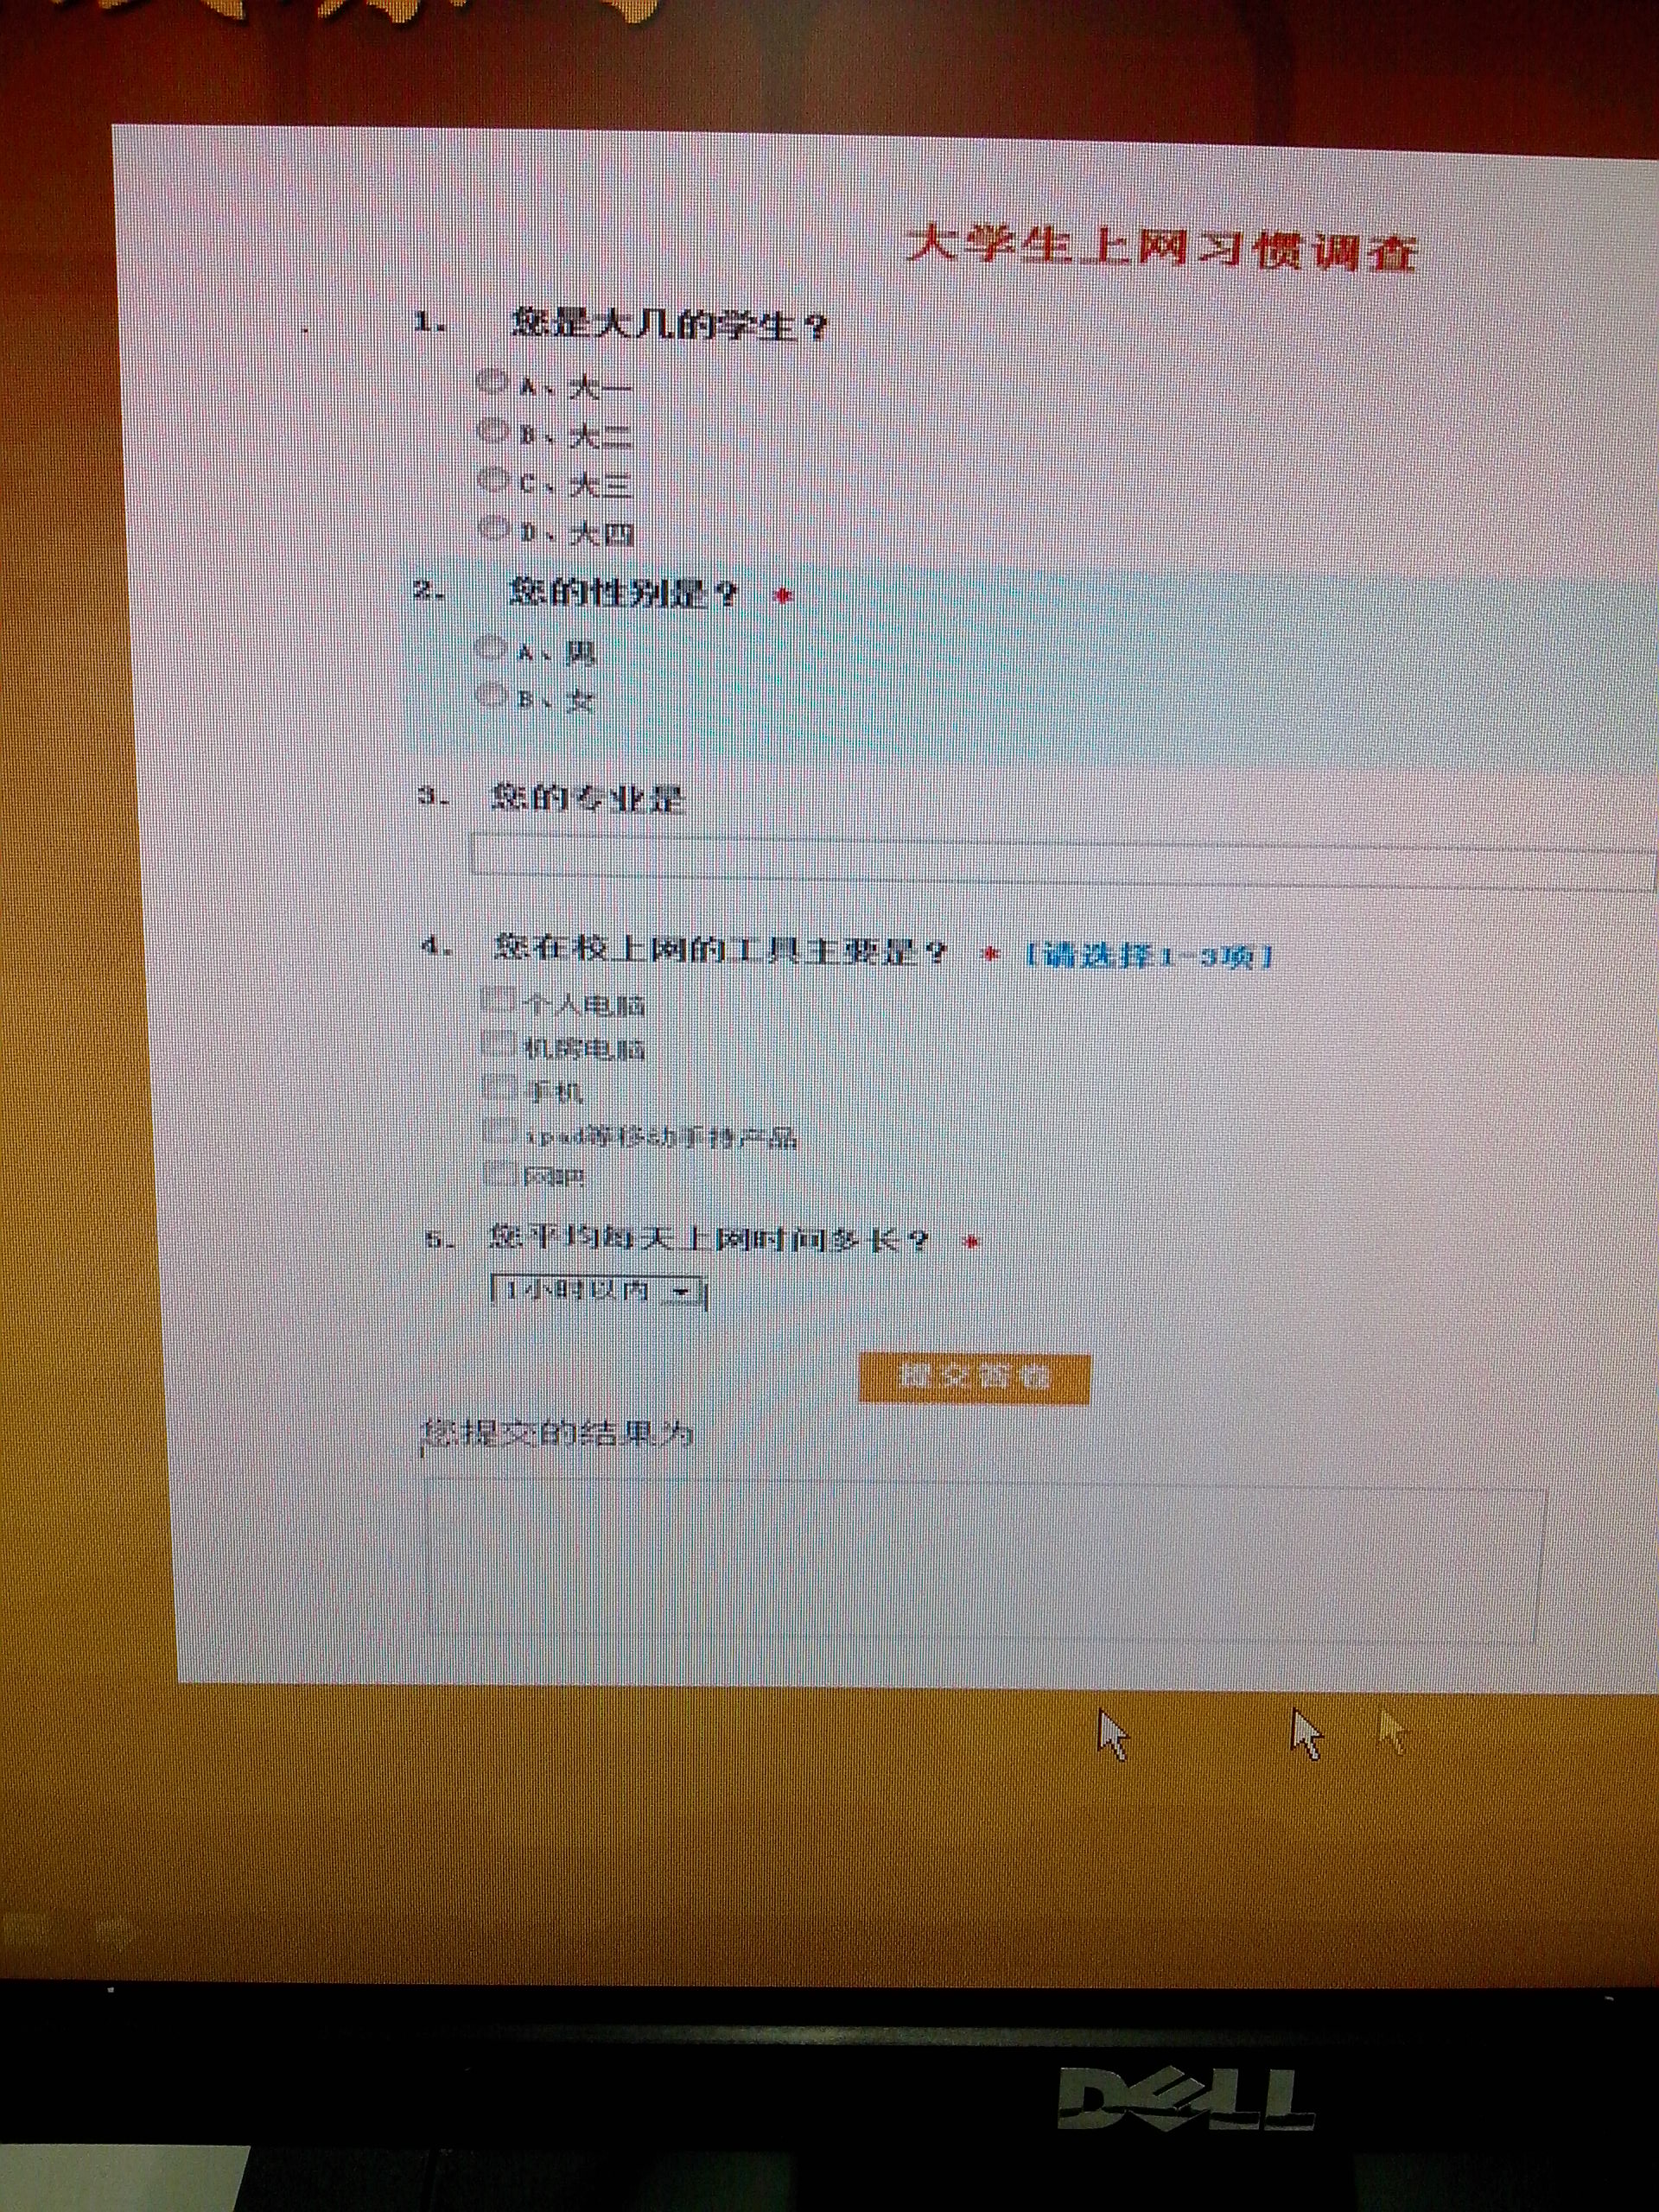 大学生上网习惯调查
1. 您是大几的学生？
A、大一
B、大二
C、大三
D、大四
2. 您的性别是？ *
A、男
B、女
3. 您的专业是
4. 您在校上网的工具主要是？ * [请选择1-3项]
个人电脑
机房电脑
手机
ipad等移动手持产品
网吧
5. 您平均每天上网时间多长？ *
1小时以内
提交答卷
您提交的结果为
DELL